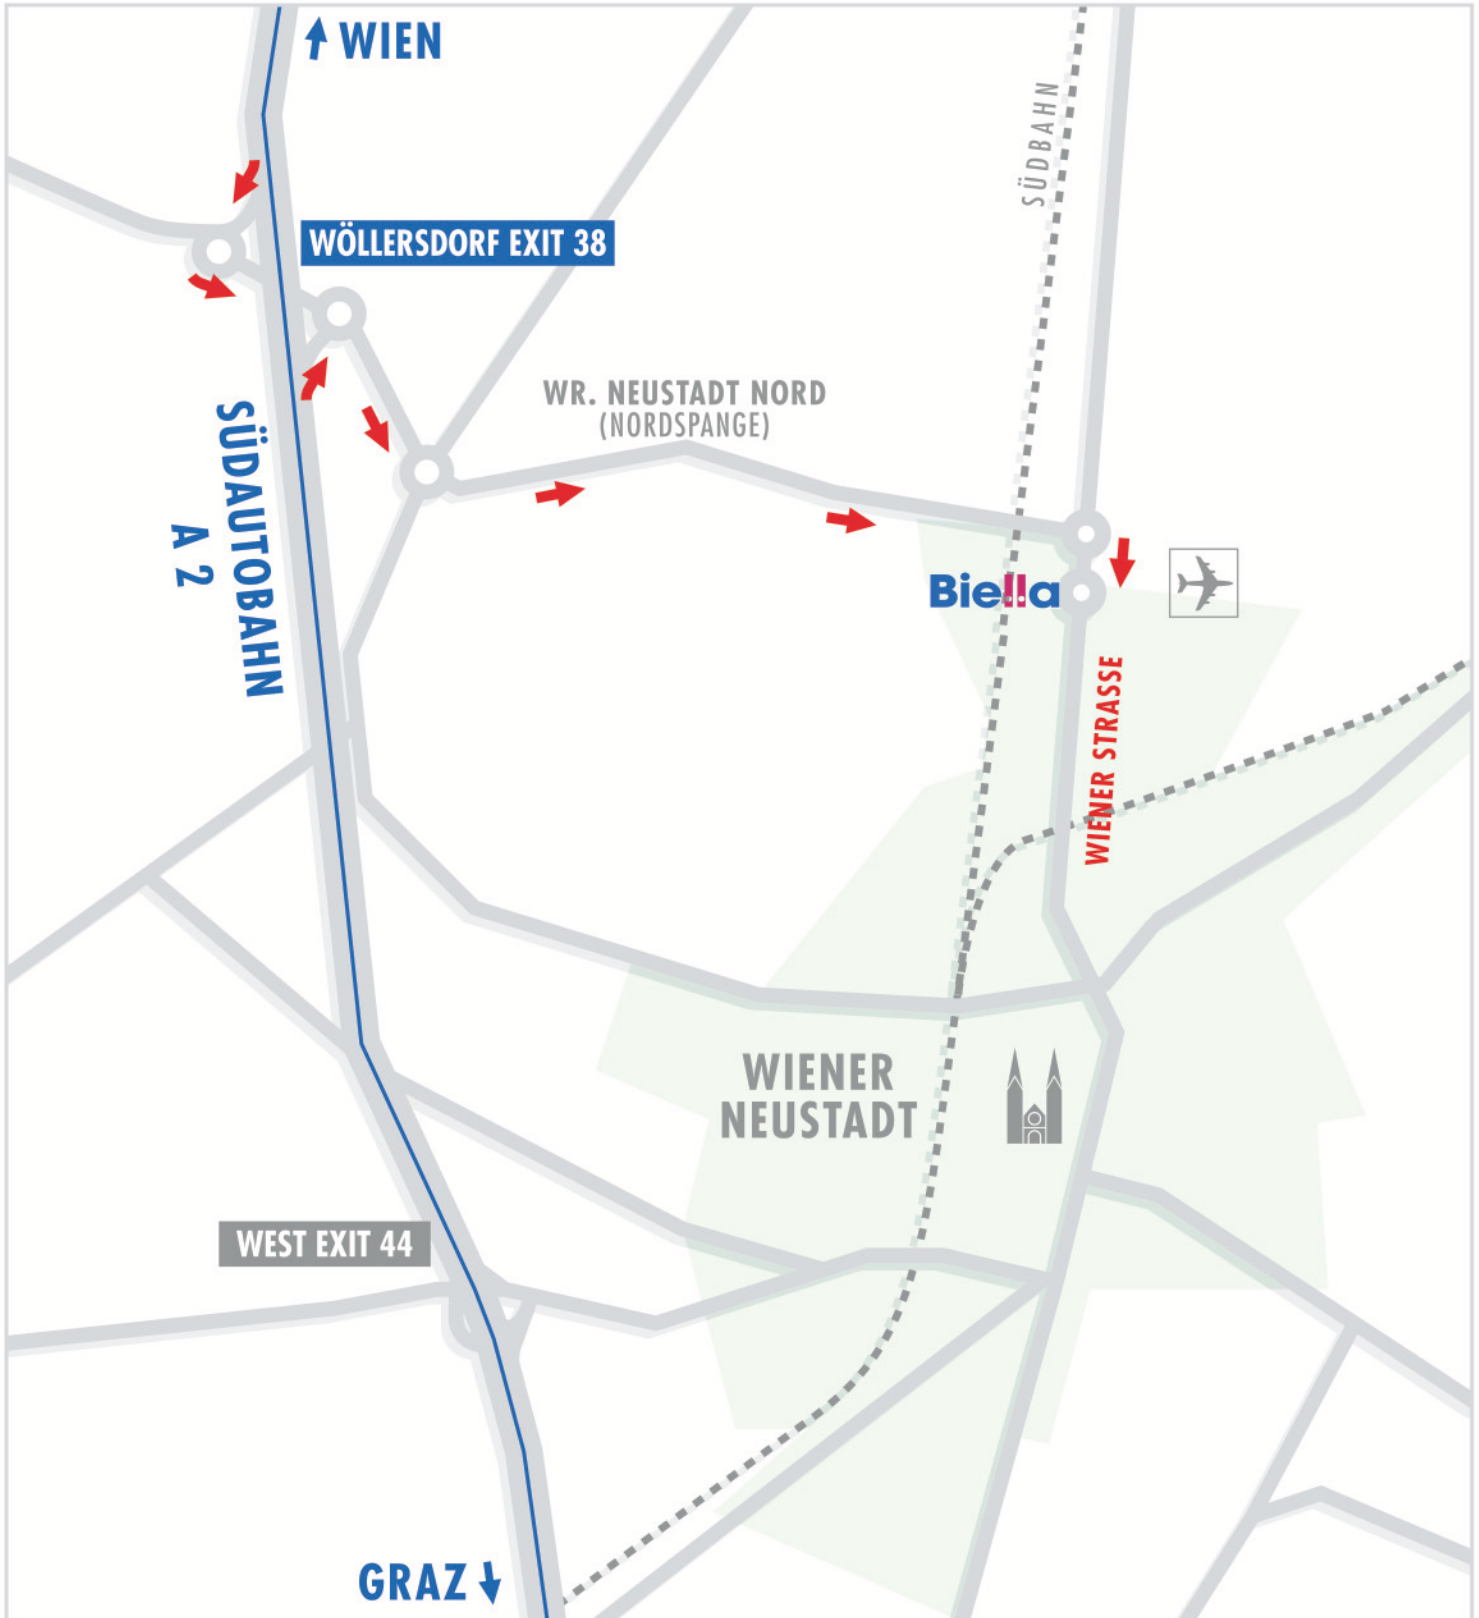 WIEN
SÜDBAHN
WÖLLERSDORF EXIT 38
WR. NEUSTADT NORD
(NORDSPANGE)
SÜDAUTOBAHN
A 2
Biella
WIENER STRASSE
WIENER
NEUSTADT
WEST EXIT 44
GRAZ